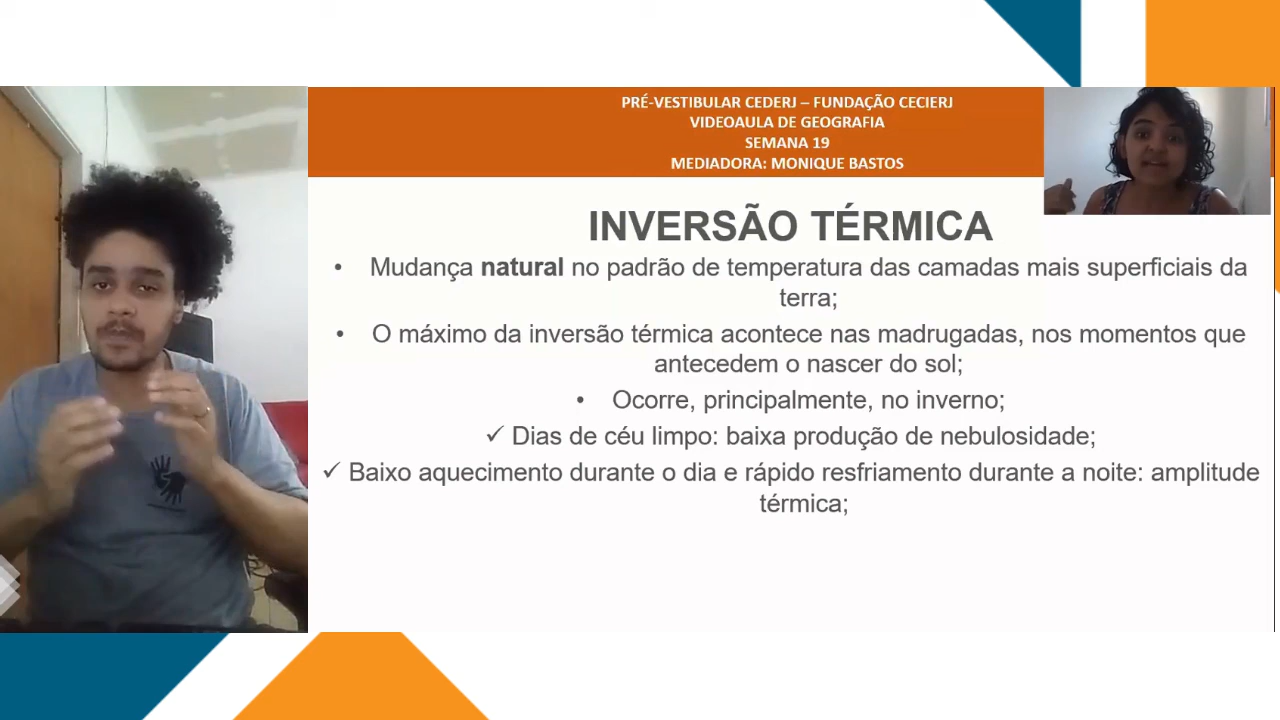 PRÉ-VESTIBULAR CEDERJ – FUNDAÇÃO CECIERJ
VIDEOAULA DE GEOGRAFIA
SEMANA 19
MEDIADORA: MONIQUE BASTOS
INVERSÃO TÉRMICA
• Mudança natural no padrão de temperatura das camadas mais superficiais da
terra;
• O máximo da inversão térmica acontece nas madrugadas, nos momentos que
antecedem o nascer do sol;
• Ocorre, principalmente, no inverno;
✓ Dias de céu limpo: baixa produção de nebulosidade;
✓ Baixo aquecimento durante o dia e rápido resfriamento durante a noite: amplitude
térmica;